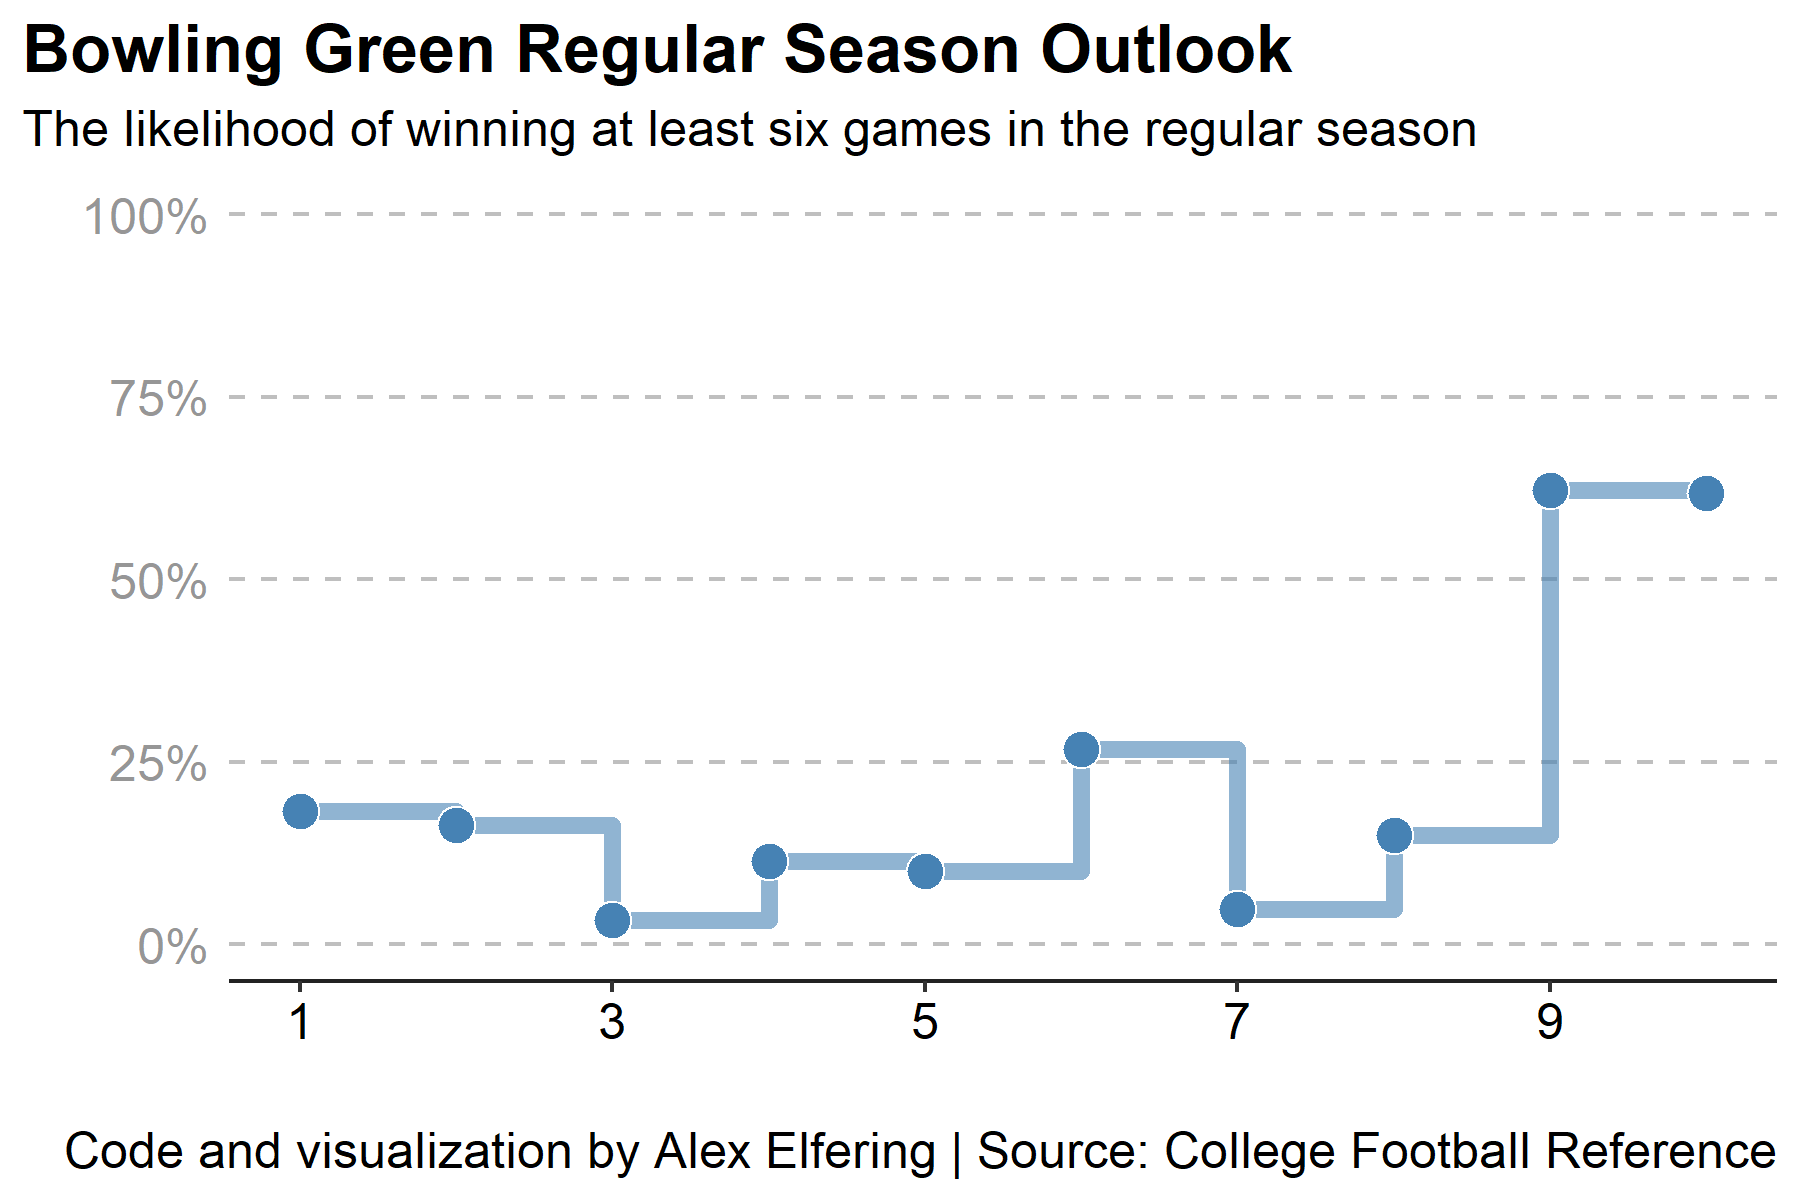 Bowling Green Regular Season Outlook
The likelihood of winning at least six games in the regular season
100%
75%
50%
25%
0%
1 3 5 7 9
Code and visualization by Alex Elfering | Source: College Football Reference